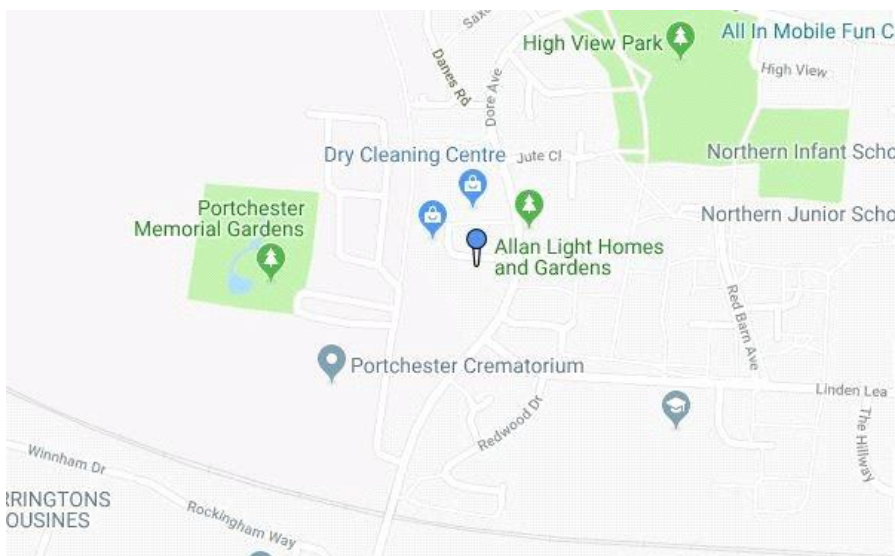 Saxo
All In Mobile Fun C
High View Park
High View
Danes Rd
Dore Ave
Dry Cleaning Centre
Jute Cl
Northern Infant Scho
Portchester
Memorial Gardens
Northern Junior Scho
Allan Light Homes
and Gardens
Red Barn Ave
Portchester Crematorium
Linden Lea
Redwood Dr
The Hillway
Winnham Dr
RRINGTONS
OUSINES
Rockingham Way